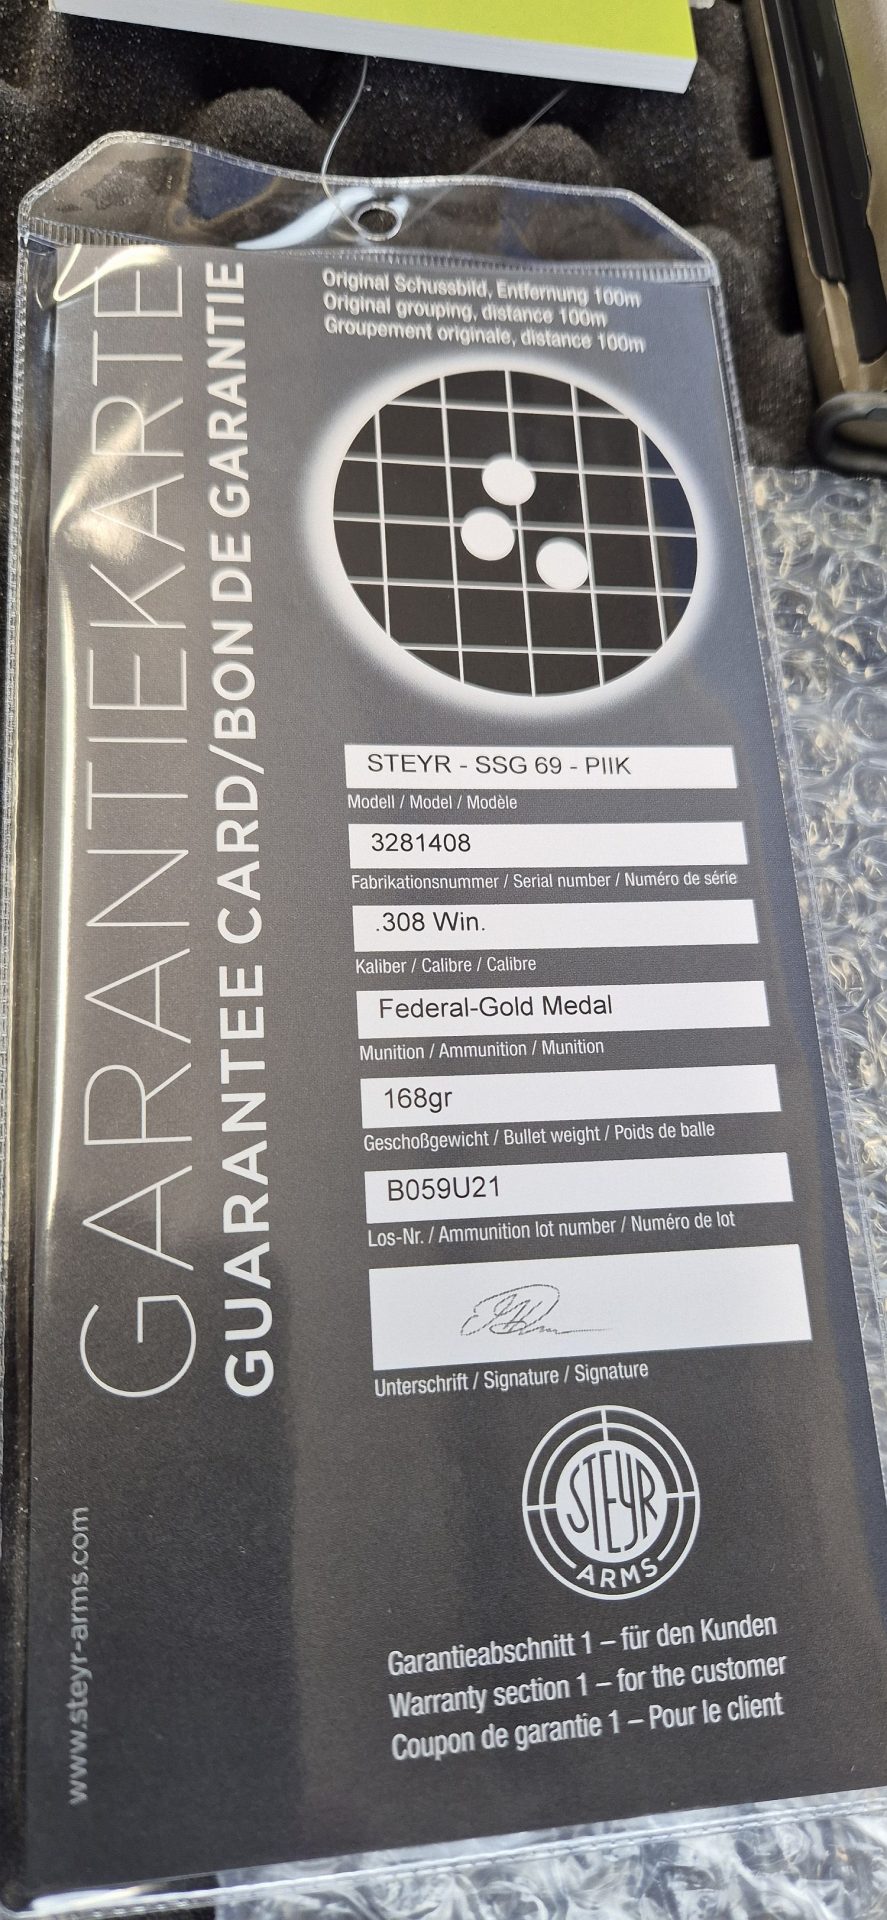 GARANTIEKARTE
GUARANTEE CARD/BON DE GARANTIE
Original Schussbild, Entfernung 100m
Original grouping, distance 100m
Groupement originale, distance 100m
STEYR - SSG 69 - PIIK
Modell / Model / Modèle
3281408
Fabrikationsnummer / Serial number / Numéro de série
.308 Win.
Kaliber / Calibre / Calibre
Federal-Gold Medal
Munition / Ammunition / Munition
168gr
Geschoßgewicht / Bullet weight / Poids de balle
B059U21
Los-Nr. / Ammunition lot number / Numéro de lot
Unterschrift / Signature / Signature
STEYR
ARMS
Garantieabschnitt 1 – für den Kunden
Warranty section 1 – for the customer
Coupon de garantie 1 – Pour le client
www.steyr-arms.com